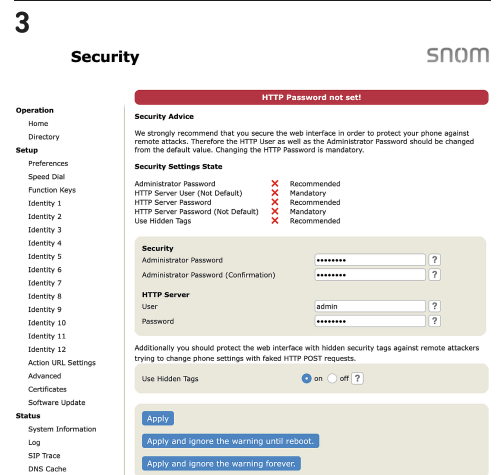 3
Security
snom
HTTP Password not set!
Operation
Home
Directory
Setup
Preferences
Speed Dial
Function Keys
Identity 1
Identity 2
Identity 3
Identity 4
Identity 5
Identity 6
Identity 7
Identity 8
Identity 9
Identity 10
Identity 11
Identity 12
Action URL Settings
Advanced
Certificates
Software Update
Status
System Information
Log
SIP Trace
DNS Cache
Security Advice
We strongly recommend that you secure the web interface in order to protect your phone against
remote attacks. Therefore the HTTP User as well as the Administrator Password should be changed
from the default value. Changing the HTTP Password is mandatory.
Security Settings State
Administrator Password ✗ Recommended
HTTP Server User (Not Default) ✗ Mandatory
HTTP Server Password ✗ Recommended
HTTP Server Password (Not Default) ✗ Mandatory
Use Hidden Tags ✗ Recommended
Security
Administrator Password •••••••• ?
Administrator Password (Confirmation) •••••••• ?
HTTP Server
User admin ?
Password •••••••• ?
Additionally you should protect the web interface with hidden security tags against remote attackers
trying to change phone settings with faked HTTP POST requests.
Use Hidden Tags on off ?
Apply
Apply and ignore the warning until reboot.
Apply and ignore the warning forever.